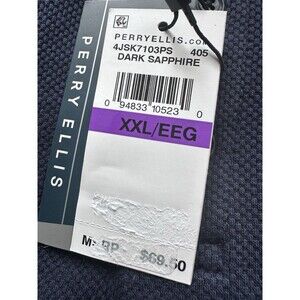 PERRY ELLIS
PERRYELLIS.com
4JSK7103PS 405
DARK SAPPHIRE
0 94833 10523 0
XXL/EEG
$69.50